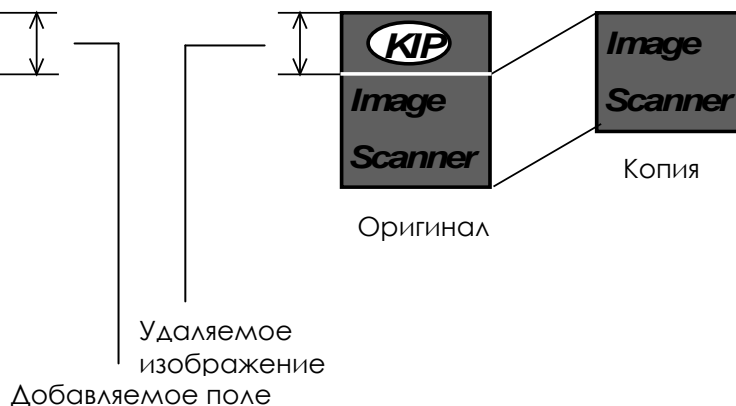 KIP
Image
Scanner
Image
Scanner
Копия
Оригинал
Удаляемое
изображение
Добавляемое поле